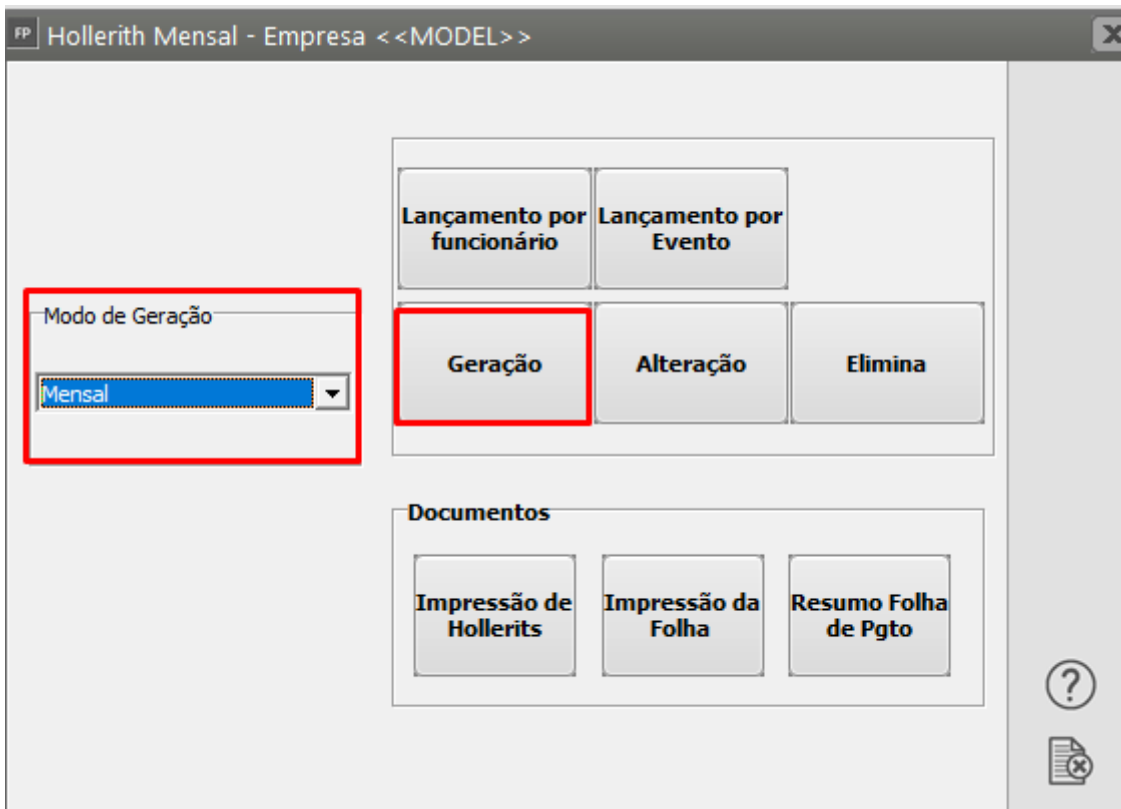 FP Hollerith Mensal - Empresa <<MODEL>>
Lançamento por
funcionário
Lançamento por
Evento
Modo de Geração
Mensal
Geração
Alteração
Elimina
Documentos
Impressão de
Hollerits
Impressão da
Folha
Resumo Folha
de Pgto
?